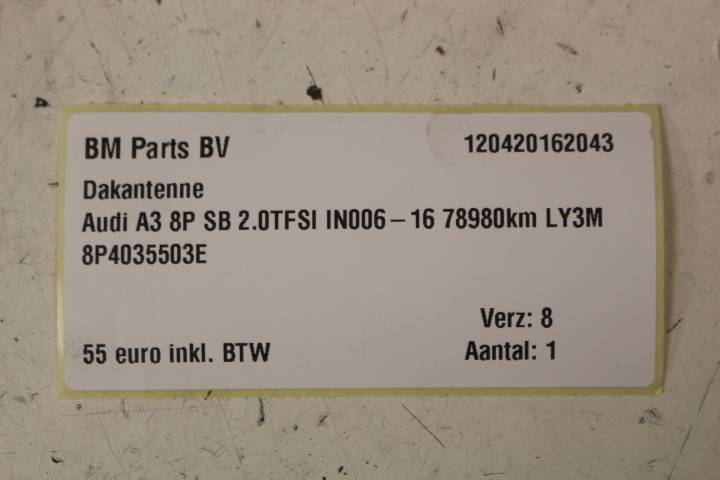 BM Parts BV 120420162043
Dakantenne
Audi A3 8P SB 2.0TFSI IN006-16 78980km LY3M
8P4035503E
Verz: 8
55 euro inkl. BTW Aantal: 1